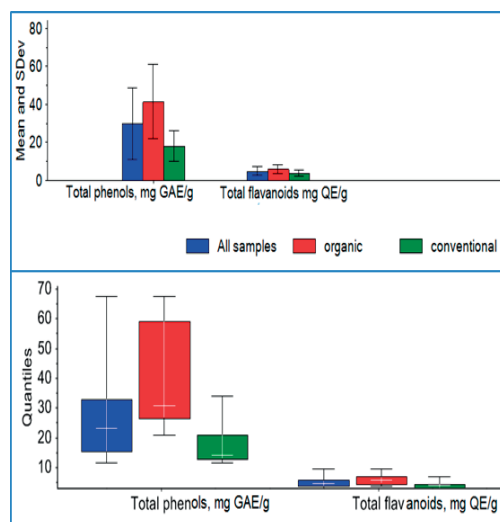 Mean and SDev
80
60
40
20
0
Total phenols, mg GAE/g Total flavanoids mg QE/g
All samples organic conventional
Quantiles
70
60
50
40
30
20
10
Total phenols, mg GAE/g Total flavanoids, mg QE/g